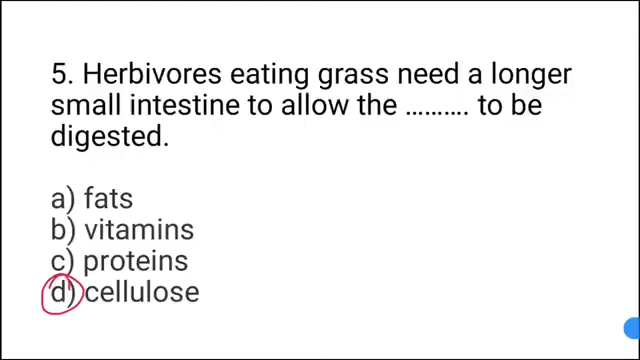 5. Herbivores eating grass need a longer
small intestine to allow the .......... to be
digested.
a) fats
b) vitamins
c) proteins
d) cellulose